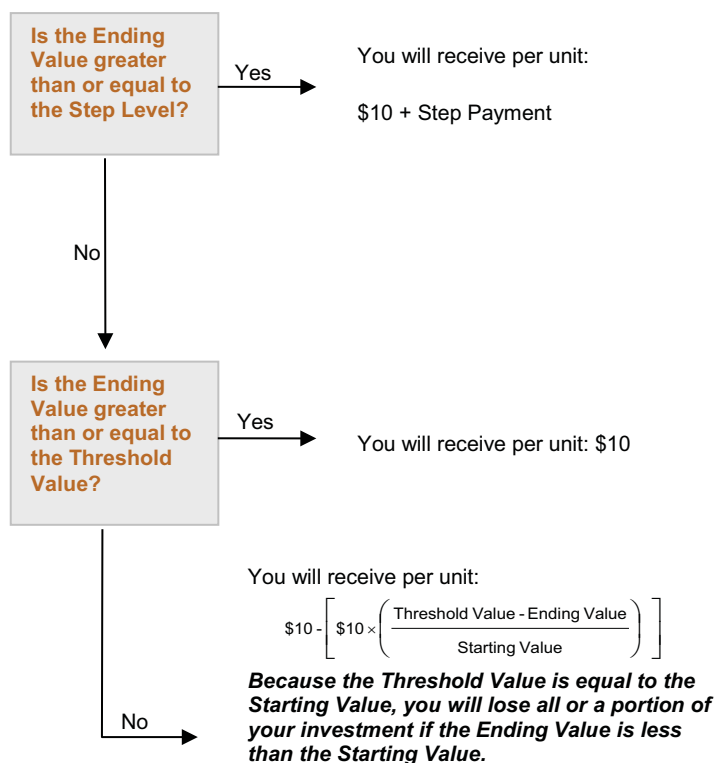 Is the Ending
Value greater
than or equal to
the Step Level?
Yes
You will receive per unit:
$10 + Step Payment
No
Is the Ending
Value greater
than or equal to
the Threshold
Value?
Yes
You will receive per unit: $10
You will receive per unit:
$10 - [ $10 × ( Threshold Value - Ending Value / Starting Value ) ]
Because the Threshold Value is equal to the
Starting Value, you will lose all or a portion of
your investment if the Ending Value is less
than the Starting Value.
No